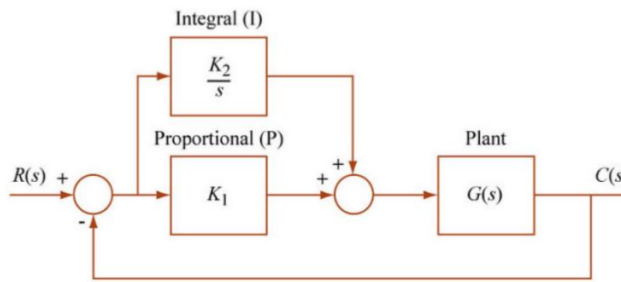 Integral (I)
K₂
s
Proportional (P)
Plant
R(s) +
+
+
K₁
G(s)
C(s
-